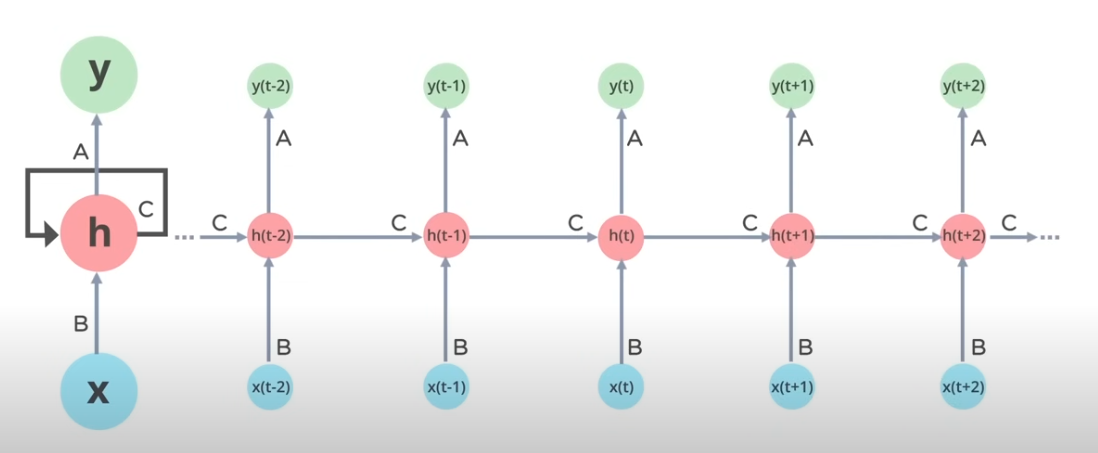 y
y(t-2) y(t-1) y(t) y(t+1) y(t+2)
A A A A A A
C
C h(t-2) C h(t-1) C h(t) C h(t+1) C h(t+2) C
h
B B B B B B
x
x(t-2) x(t-1) x(t) x(t+1) x(t+2)